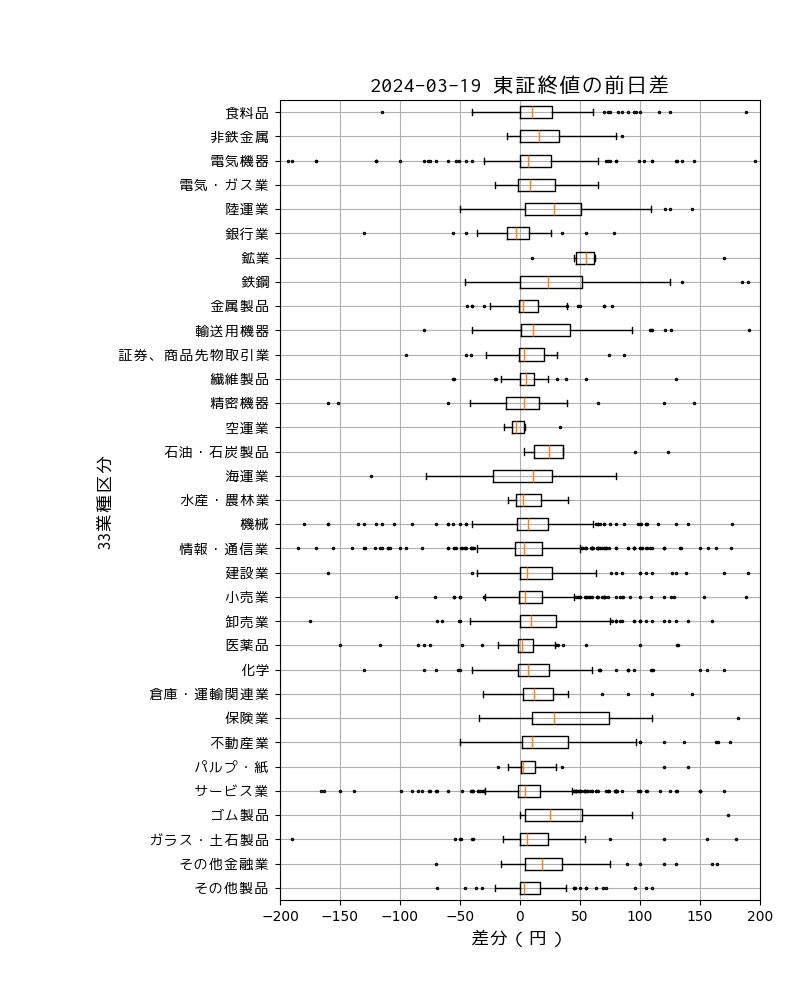 2024-03-19 東証終値の前日差
食料品
非鉄金属
電気機器
電気・ガス業
陸運業
銀行業
鉱業
鉄鋼
金属製品
輸送用機器
証券、商品先物取引業
繊維製品
精密機器
空運業
石油・石炭製品
海運業
水産・農林業
機械
情報・通信業
建設業
小売業
卸売業
医薬品
化学
倉庫・運輸関連業
保険業
不動産業
パルプ・紙
サービス業
ゴム製品
ガラス・土石製品
その他金融業
その他製品
33業種区分
−200 −150 −100 −50 0 50 100 150 200
差分（円）